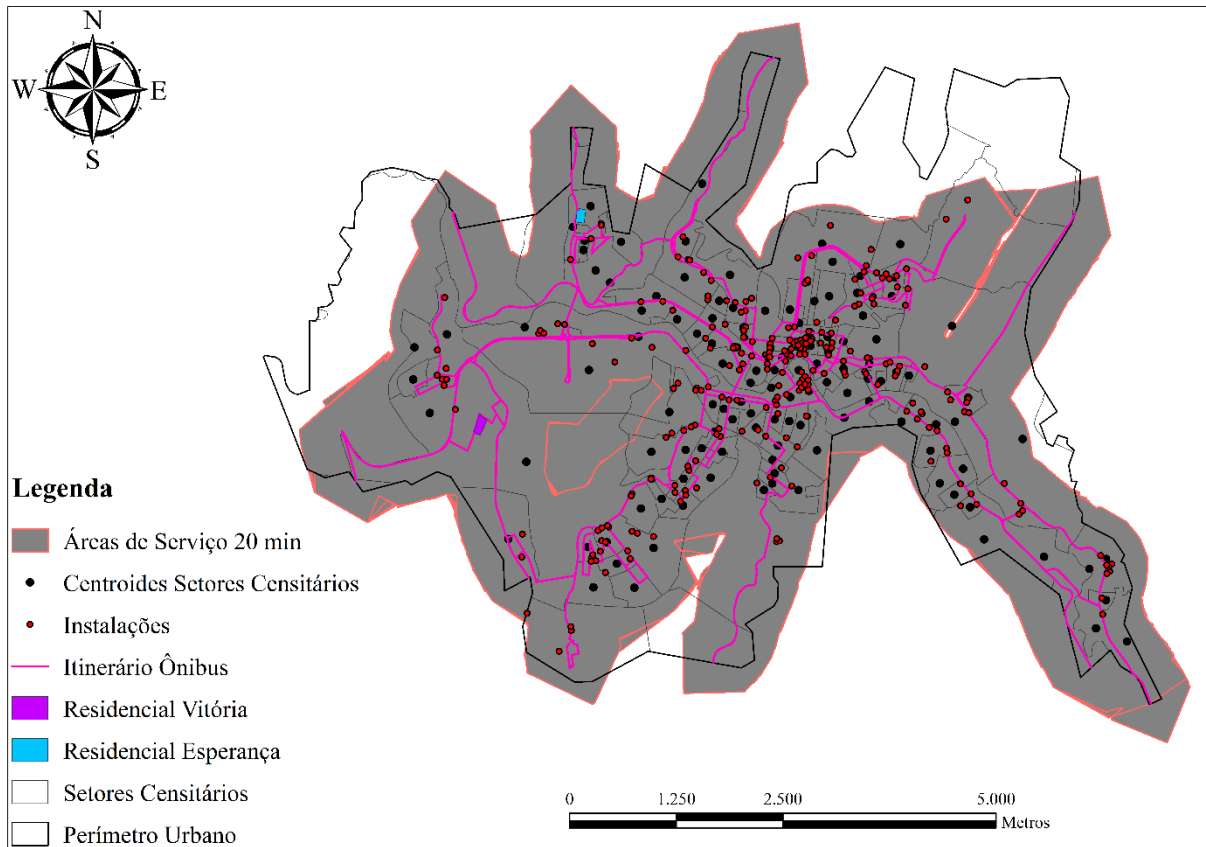 N
W E
S
Legenda
Áreas de Serviço 20 min
Centroides Setores Censitários
Instalações
Itinerário Ônibus
Residencial Vitória
Residencial Esperança
Setores Censitários
Perímetro Urbano
0 1.250 2.500 5.000
Metros